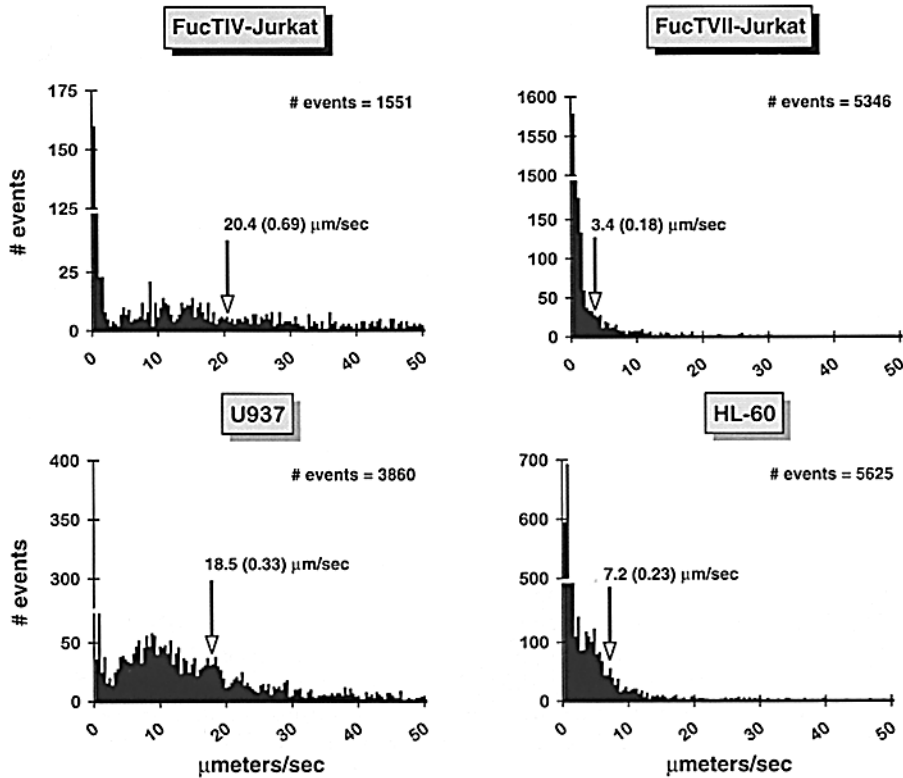 FucTIV-Jurkat
# events = 1551
20.4 (0.69) μm/sec
# events
175
150
125
25
0
0 10 20 30 40 50
FucTVII-Jurkat
# events = 5346
3.4 (0.18) μm/sec
1600
1550
1500
150
100
50
0
0 10 20 30 40 50
U937
# events = 3860
18.5 (0.33) μm/sec
# events
400
350
300
50
0
0 10 20 30 40 50
μmeters/sec
HL-60
# events = 5625
7.2 (0.23) μm/sec
700
600
500
100
0
0 10 20 30 40 50
μmeters/sec